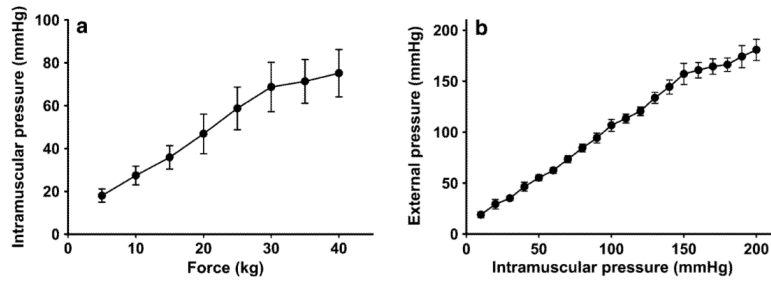 a
100
80
60
40
20
0
Intramuscular pressure (mmHg)
0 10 20 30 40
Force (kg)
b
200
150
100
50
0
External pressure (mmHg)
0 50 100 150 200
Intramuscular pressure (mmHg)